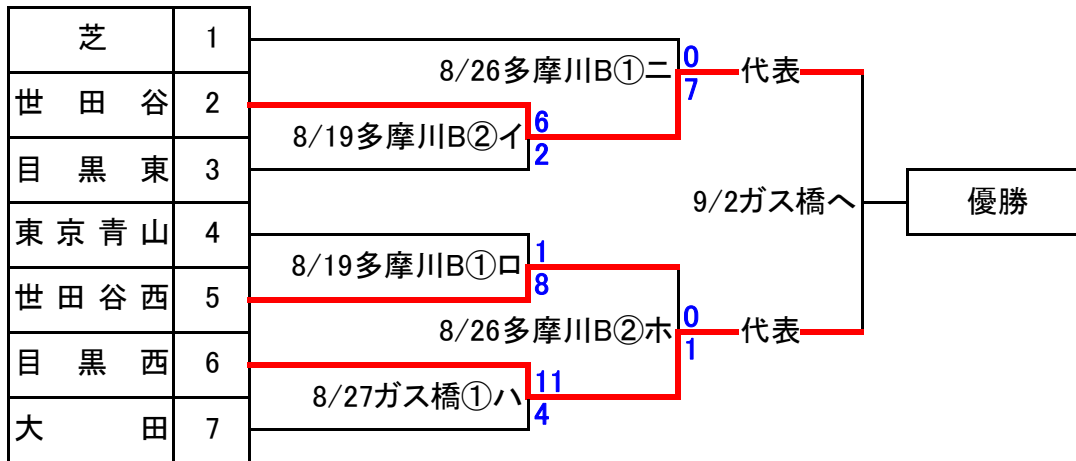 芝 1
世田谷 2
目黒東 3
東京青山 4
世田谷西 5
目黒西 6
大田 7
8/26多摩川B①ニ
0
7
代表
8/19多摩川B②イ
6
2
9/2ガス橋ヘ
優勝
8/19多摩川B①ロ
1
8
8/26多摩川B②ホ
0
1
代表
8/27ガス橋①ハ
11
4